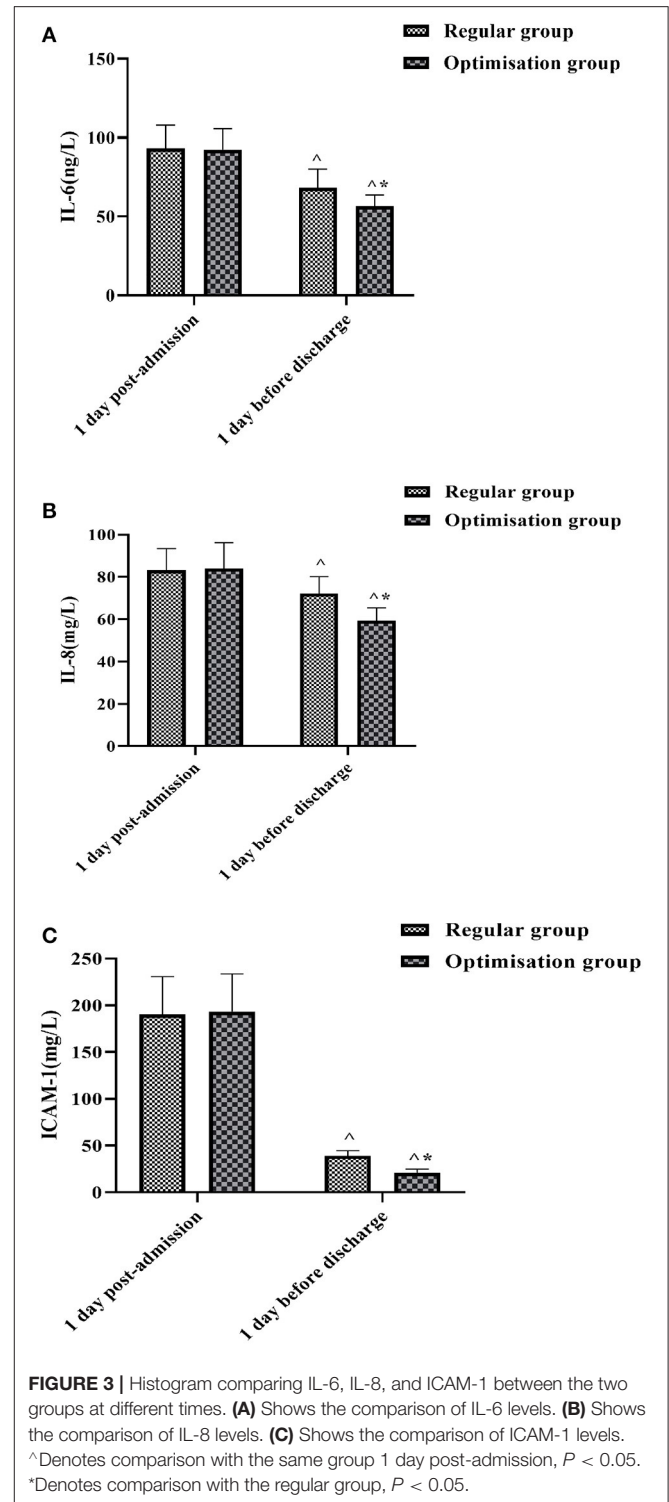 A
Regular group
Optimisation group
150
100
50
0
IL-6(ng/L)
^
^*
1 day post-admission
1 day before discharge
B
Regular group
Optimisation group
100
80
60
40
20
0
IL-8(mg/L)
^
^*
1 day post-admission
1 day before discharge
C
Regular group
Optimisation group
250
200
150
100
50
0
ICAM-1(mg/L)
^
^*
1 day post-admission
1 day before discharge
FIGURE 3 | Histogram comparing IL-6, IL-8, and ICAM-1 between the two
groups at different times. (A) Shows the comparison of IL-6 levels. (B) Shows
the comparison of IL-8 levels. (C) Shows the comparison of ICAM-1 levels.
^Denotes comparison with the same group 1 day post-admission, P < 0.05.
*Denotes comparison with the regular group, P < 0.05.